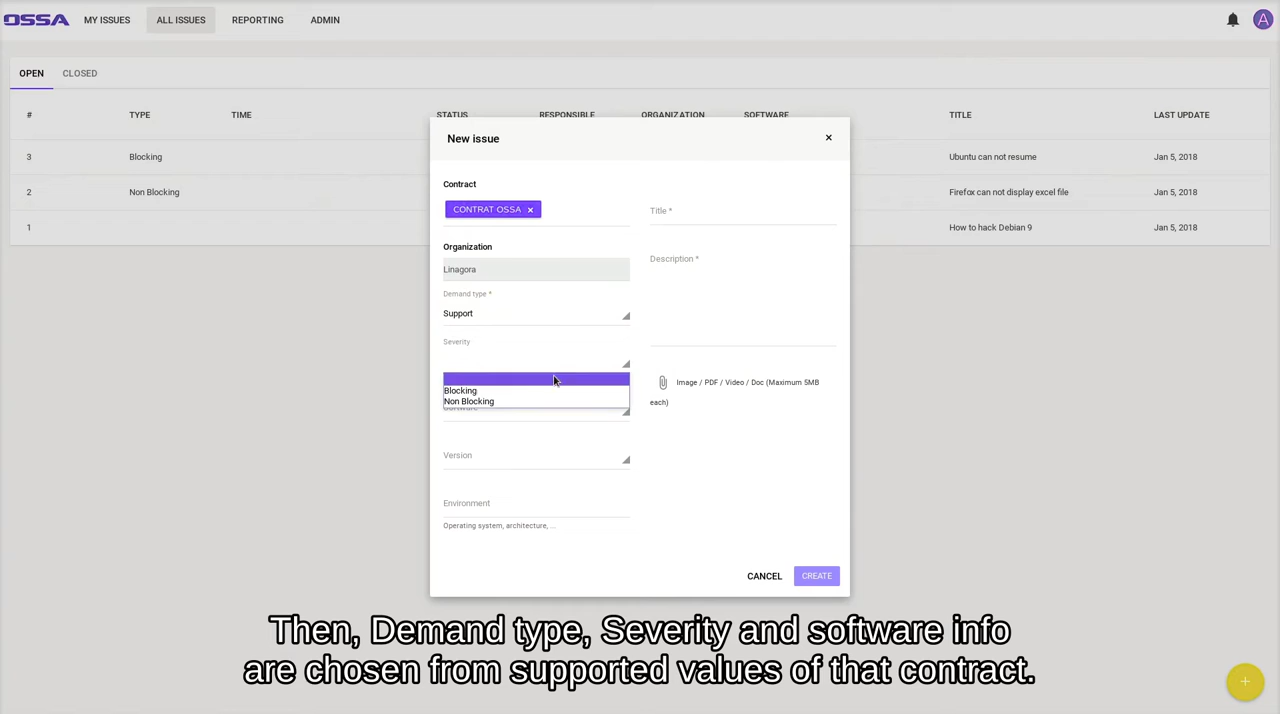 OSSA MY ISSUES ALL ISSUES REPORTING ADMIN A
OPEN CLOSED
# TYPE TIME STATUS RESPONSIBLE ORGANIZATION SOFTWARE TITLE LAST UPDATE
3 Blocking Ubuntu can not resume Jan 5, 2018
2 Non Blocking Firefox can not display excel file Jan 5, 2018
1 How to hack Debian 9 Jan 5, 2018
New issue ×
Contract
CONTRAT OSSA ×
Organization
Linagora
Demand type *
Support
Severity
Blocking
Non Blocking
Software
Version
Environment
Operating system, architecture, ...
Title *
Description *
Image / PDF / Video / Doc (Maximum 5MB
each)
CANCEL CREATE
Then, Demand type, Severity and software info
are chosen from supported values of that contract.
+